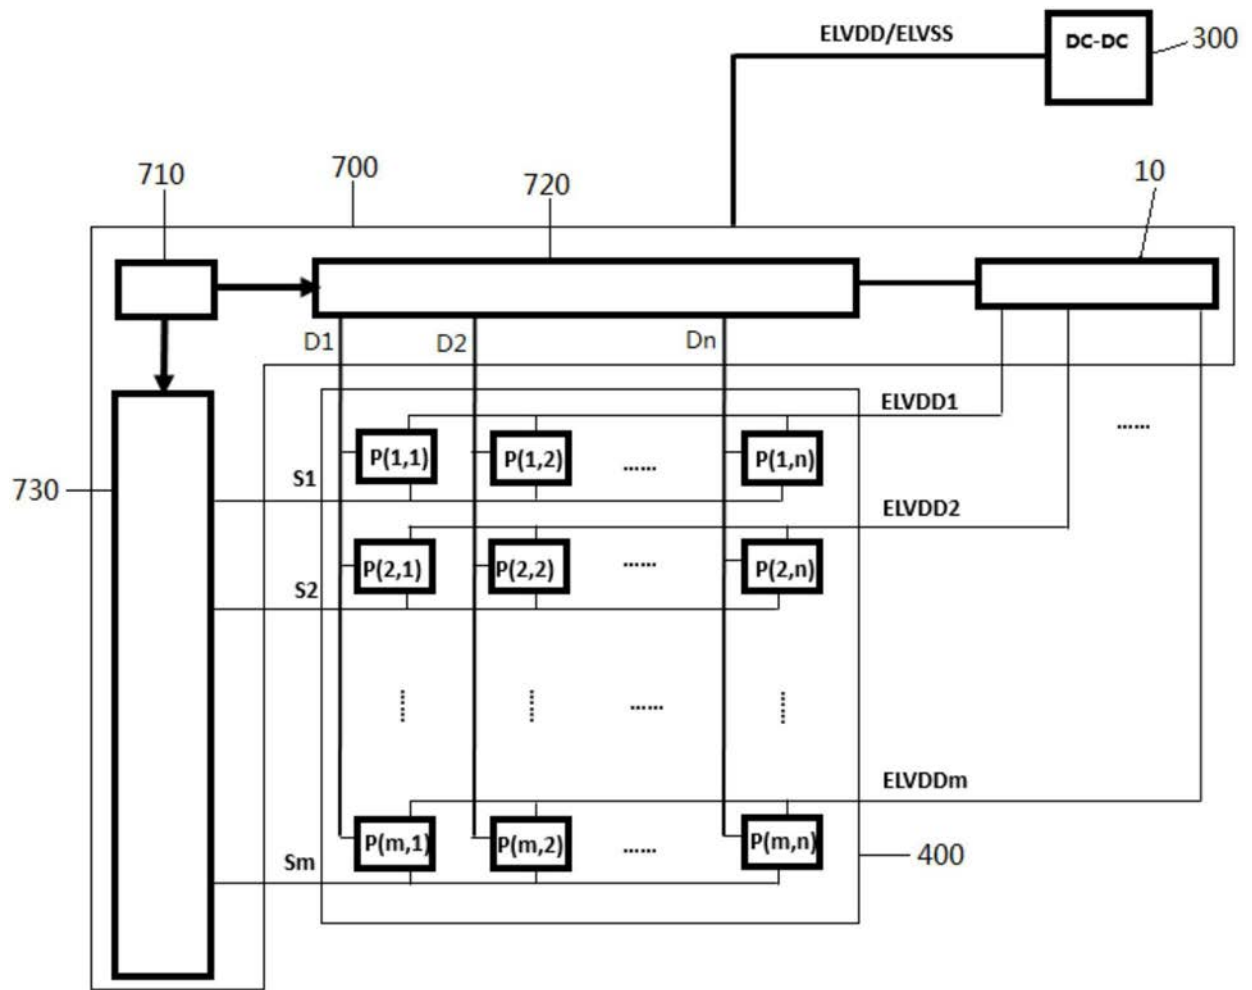 ELVDD/ELVSS
DC-DC
300
710
700
720
10
D1
D2
Dn
ELVDD1
......
P(1,1)
P(1,2)
......
P(1,n)
S1
730
ELVDD2
P(2,1)
P(2,2)
......
P(2,n)
S2
......
......
......
......
ELVDDm
P(m,1)
P(m,2)
......
P(m,n)
Sm
400